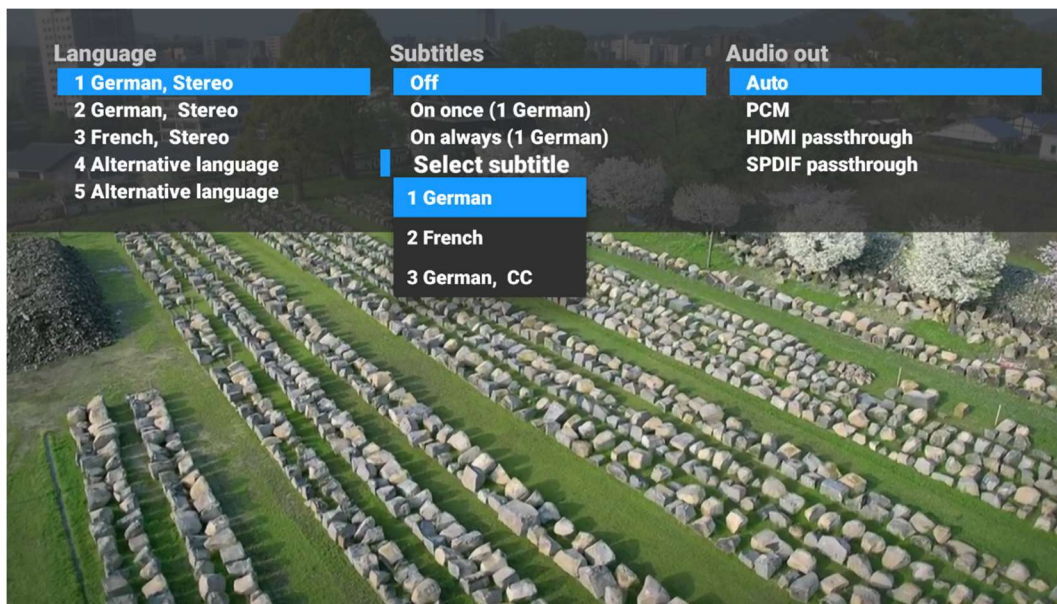 Language
1 German, Stereo
2 German,  Stereo
3 French,  Stereo
4 Alternative language
5 Alternative language
Subtitles
Off
On once (1 German)
On always (1 German)
Select subtitle
1 German
2 French
3 German,  CC
Audio out
Auto
PCM
HDMI passthrough
SPDIF passthrough